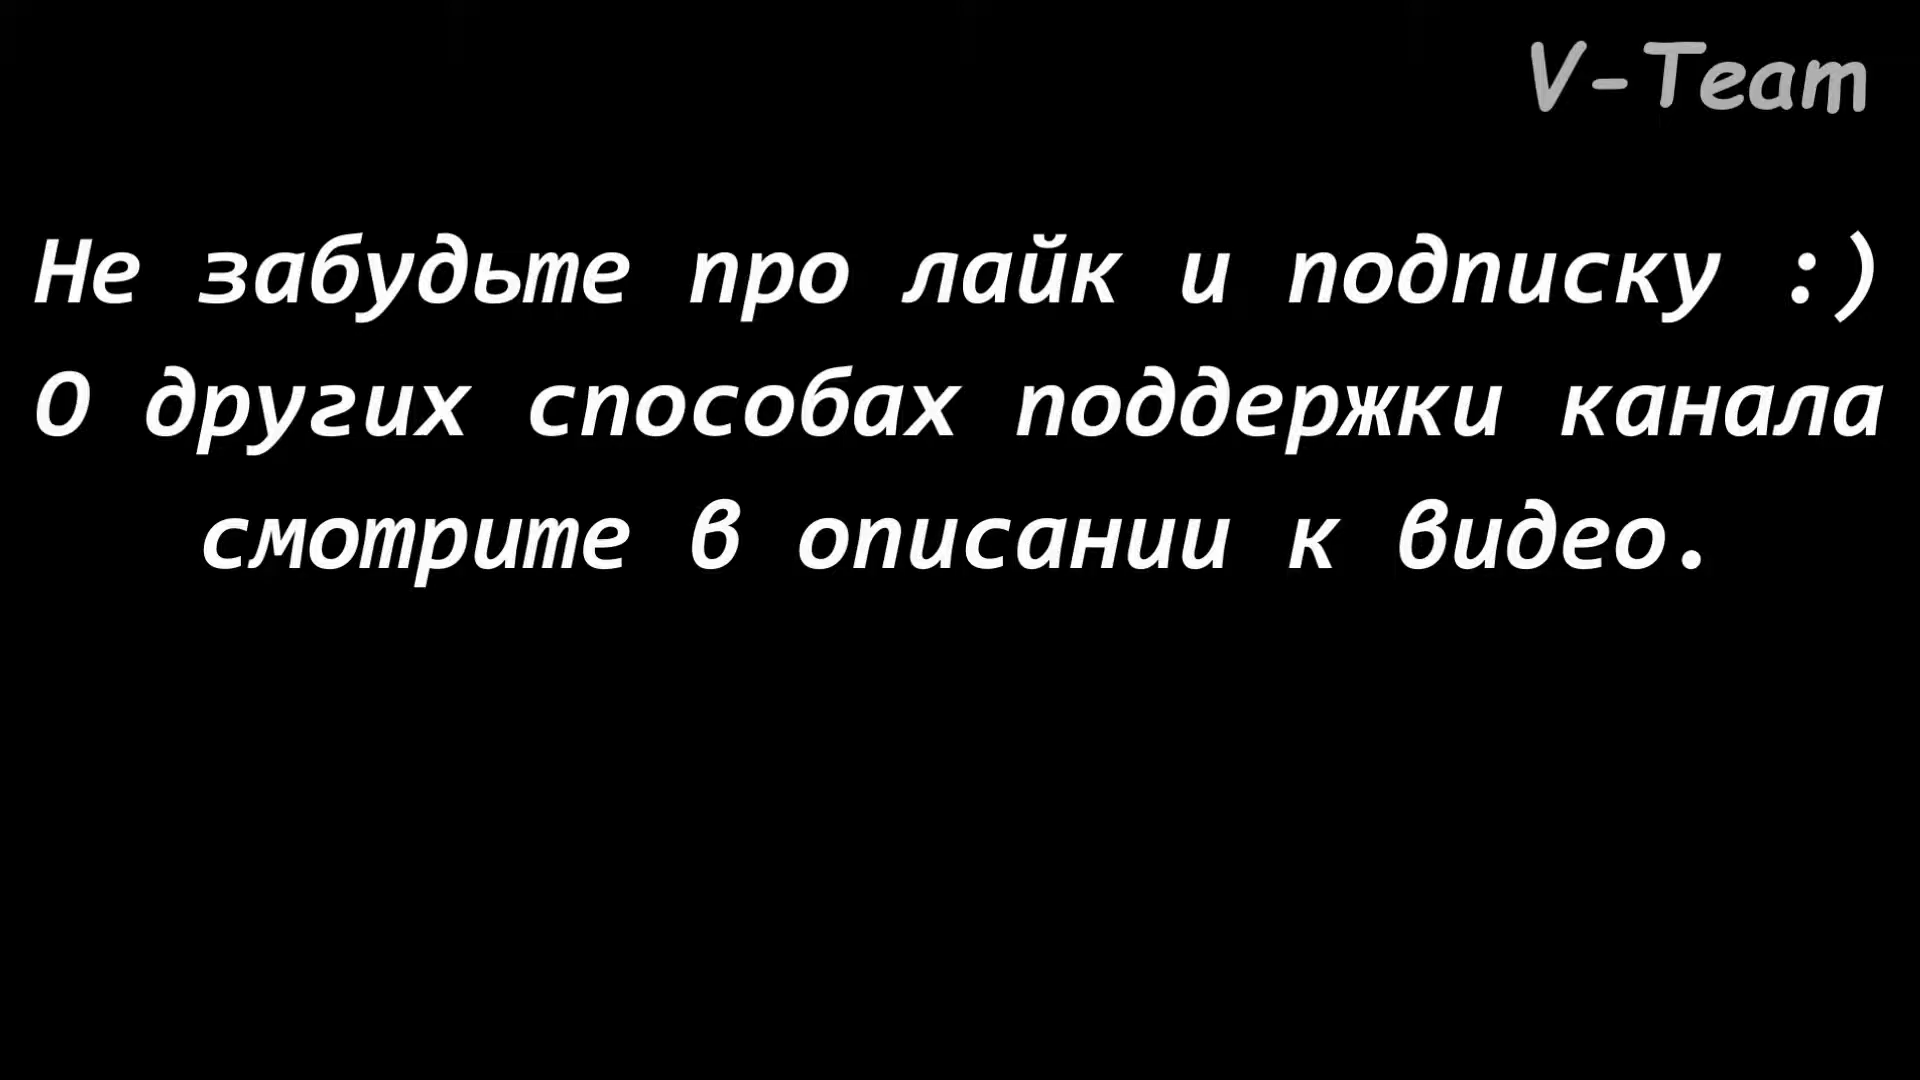 V-Team
Не забудьте про лайк и подписку :)
О других способах поддержки канала
смотрите в описании к видео.